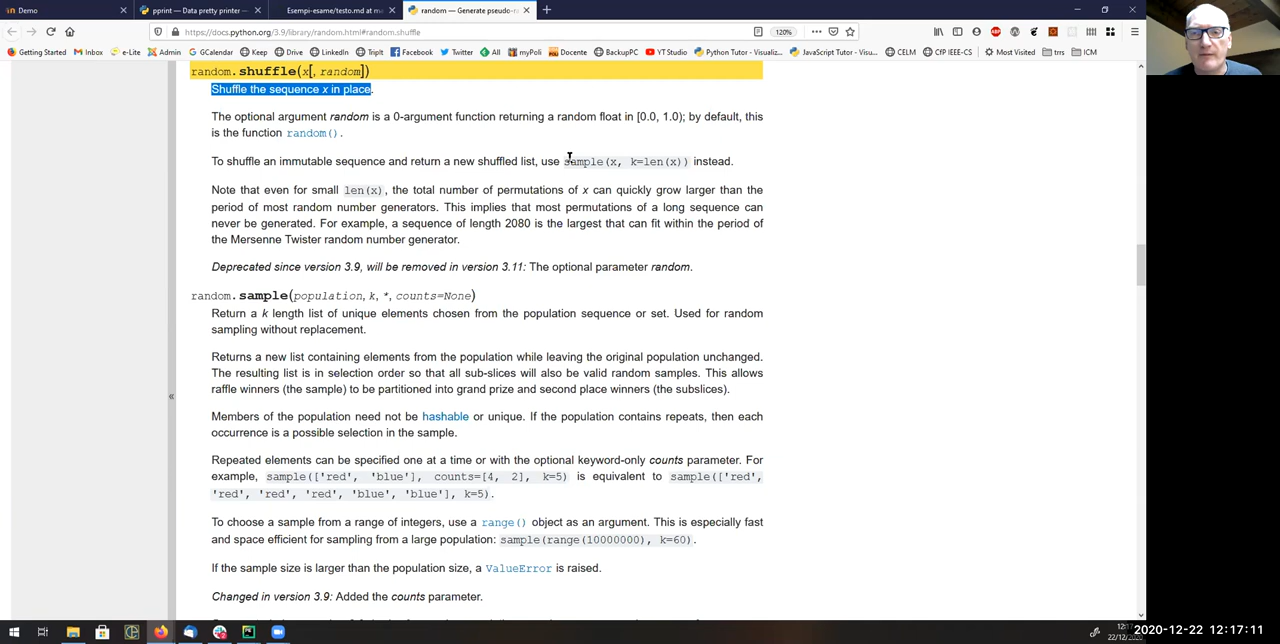 Demo
pprint — Data pretty printer —
Esempi-esame/testo.md at m
random — Generate pseudo-r
https://docs.python.org/3.9/library/random.html#random.shuffle
120%
Getting Started
Inbox
e-Lite
Admin
GCalendar
Keep
Drive
LinkedIn
TripIt
Facebook
Twitter
All
myPoli
Docente
BackupPC
YT Studio
Python Tutor - Visualiz...
JavaScript Tutor - Visu...
CELM
CfP IEEE-CS
Most Visited
trrs
ICM
random.shuffle(x[, random])
Shuffle the sequence x in place.
The optional argument random is a 0-argument function returning a random float in [0.0, 1.0); by default, this
is the function random().
To shuffle an immutable sequence and return a new shuffled list, use sample(x, k=len(x)) instead.
Note that even for small len(x), the total number of permutations of x can quickly grow larger than the
period of most random number generators. This implies that most permutations of a long sequence can
never be generated. For example, a sequence of length 2080 is the largest that can fit within the period of
the Mersenne Twister random number generator.
Deprecated since version 3.9, will be removed in version 3.11: The optional parameter random.
random.sample(population, k, *, counts=None)
Return a k length list of unique elements chosen from the population sequence or set. Used for random
sampling without replacement.
Returns a new list containing elements from the population while leaving the original population unchanged.
The resulting list is in selection order so that all sub-slices will also be valid random samples. This allows
raffle winners (the sample) to be partitioned into grand prize and second place winners (the subslices).
Members of the population need not be hashable or unique. If the population contains repeats, then each
occurrence is a possible selection in the sample.
Repeated elements can be specified one at a time or with the optional keyword-only counts parameter. For
example, sample(['red', 'blue'], counts=[4, 2], k=5) is equivalent to sample(['red',
'red', 'red', 'red', 'blue', 'blue'], k=5).
To choose a sample from a range of integers, use a range() object as an argument. This is especially fast
and space efficient for sampling from a large population: sample(range(10000000), k=60).
If the sample size is larger than the population size, a ValueError is raised.
Changed in version 3.9: Added the counts parameter.
«
2020-12-22 12:17:11